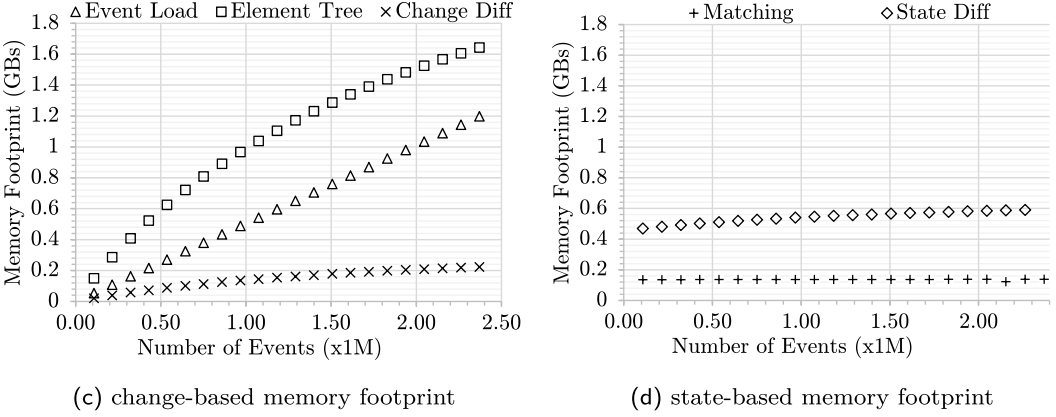 Event Load Element Tree Change Diff
1.8
1.6
1.4
1.2
1
0.8
0.6
0.4
0.2
0
Memory Footprint (GBs)
0.00 0.50 1.00 1.50 2.00 2.50
Number of Events (x1M)
(c) change-based memory footprint
Matching State Diff
1.8
1.6
1.4
1.2
1
0.8
0.6
0.4
0.2
0
Memory Footprint (GBs)
0.00 0.50 1.00 1.50 2.00
Number of Events (x1M)
(d) state-based memory footprint